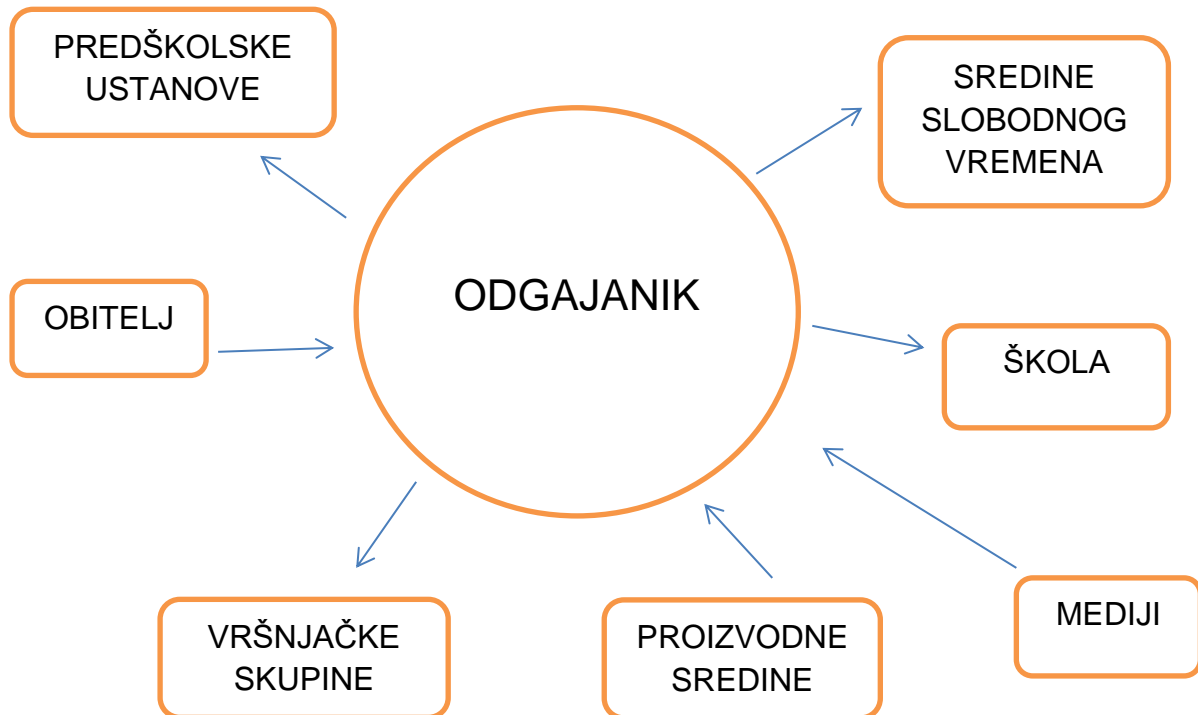 PREDŠKOLSKE
USTANOVE
SREDINE
SLOBODNOG
VREMENA
ODGAJANIK
OBITELJ
ŠKOLA
MEDIJI
VRŠNJAČKE
SKUPINE
PROIZVODNE
SREDINE